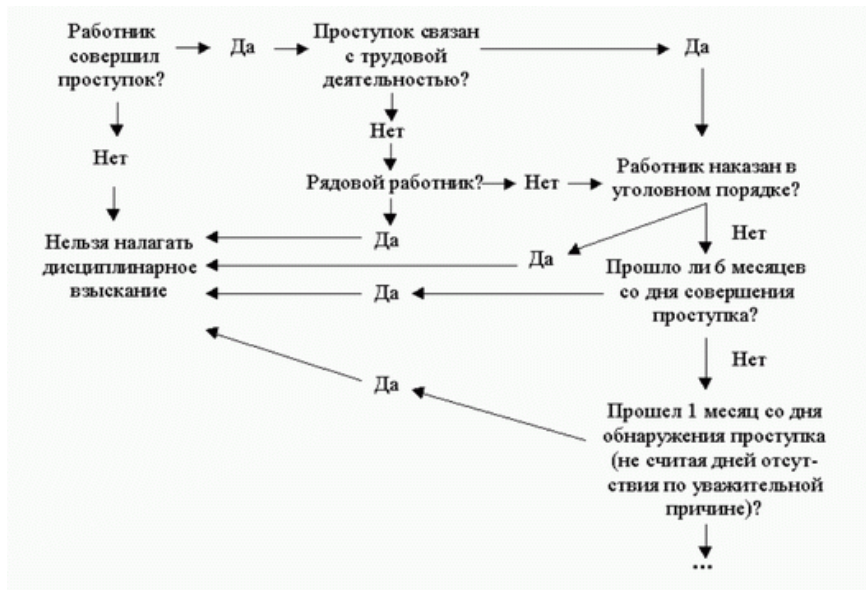 Работник
совершил
проступок?
Да
Проступок связан
с трудовой
деятельностью?
Да
Нет
Нет
Рядовой работник?
Нет
Работник наказан в
уголовном порядке?
Да
Нет
Нельзя налагать
дисциплинарное
взыскание
Да
Прошло ли 6 месяцев
со дня совершения
проступка?
Да
Нет
Да
Прошел 1 месяц со дня
обнаружения проступка
(не считая дней отсут-
ствия по уважительной
причине)?
...